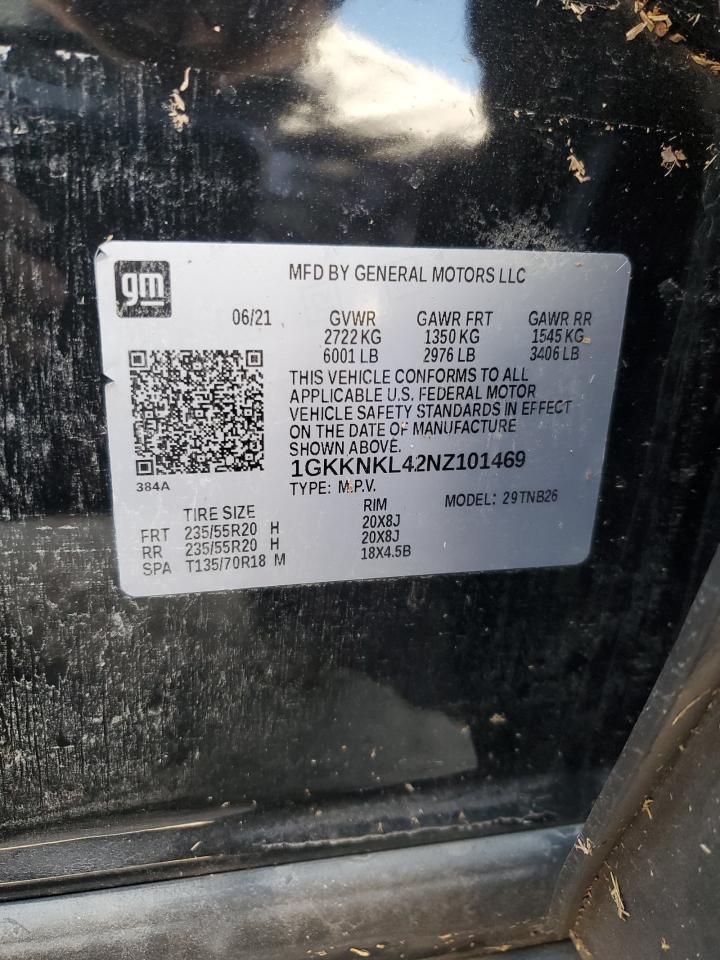 gm
MFD BY GENERAL MOTORS LLC
06/21 GVWR GAWR FRT GAWR RR
2722 KG 1350 KG 1545 KG
6001 LB 2976 LB 3406 LB
THIS VEHICLE CONFORMS TO ALL
APPLICABLE U.S. FEDERAL MOTOR
VEHICLE SAFETY STANDARDS IN EFFECT
ON THE DATE OF MANUFACTURE
SHOWN ABOVE.
1GKKNKL42NZ101469
384A TYPE: M.P.V. MODEL: 29TNB26
TIRE SIZE RIM
FRT 235/55R20 H 20X8J
RR 235/55R20 H 20X8J
SPA T135/70R18 M 18X4.5B